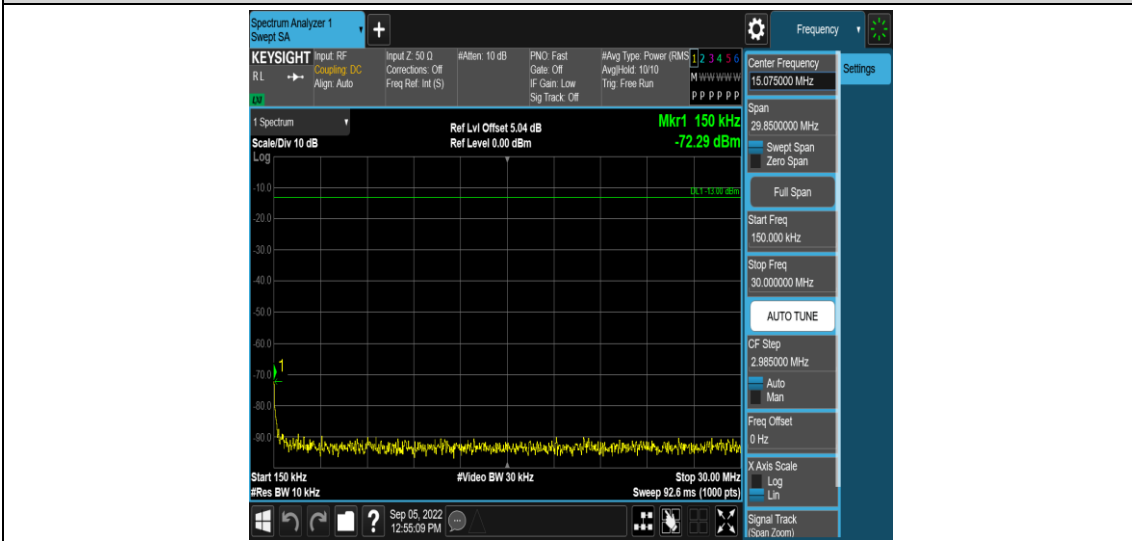 Spectrum Analyzer 1
Swept SA
+
Frequency
KEYSIGHT
RL
LXI
Input: RF
Coupling: DC
Align: Auto
Input Z: 50 Ω
Corrections: Off
Freq Ref: Int (S)
#Atten: 10 dB
PNO: Fast
Gate: Off
IF Gain: Low
Sig Track: Off
#Avg Type: Power (RMS
Avg|Hold: 10/10
Trig: Free Run
1 2 3 4 5 6
M W W W W W
P P P P P P
1 Spectrum
Scale/Div 10 dB
Log
Ref Lvl Offset 5.04 dB
Ref Level 0.00 dBm
Mkr1 150 kHz
-72.29 dBm
DL1 -13.00 dBm
-10.0
-20.0
-30.0
-40.0
-50.0
-60.0
-70.0
-80.0
-90.0
1
Start 150 kHz
#Res BW 10 kHz
#Video BW 30 kHz
Stop 30.00 MHz
Sweep 92.6 ms (1000 pts)
?
Sep 05, 2022
12:55:09 PM
Center Frequency
15.075000 MHz
Settings
Span
29.8500000 MHz
Swept Span
Zero Span
Full Span
Start Freq
150.000 kHz
Stop Freq
30.000000 MHz
AUTO TUNE
CF Step
2.985000 MHz
Auto
Man
Freq Offset
0 Hz
X Axis Scale
Log
Lin
Signal Track
(Span Zoom)